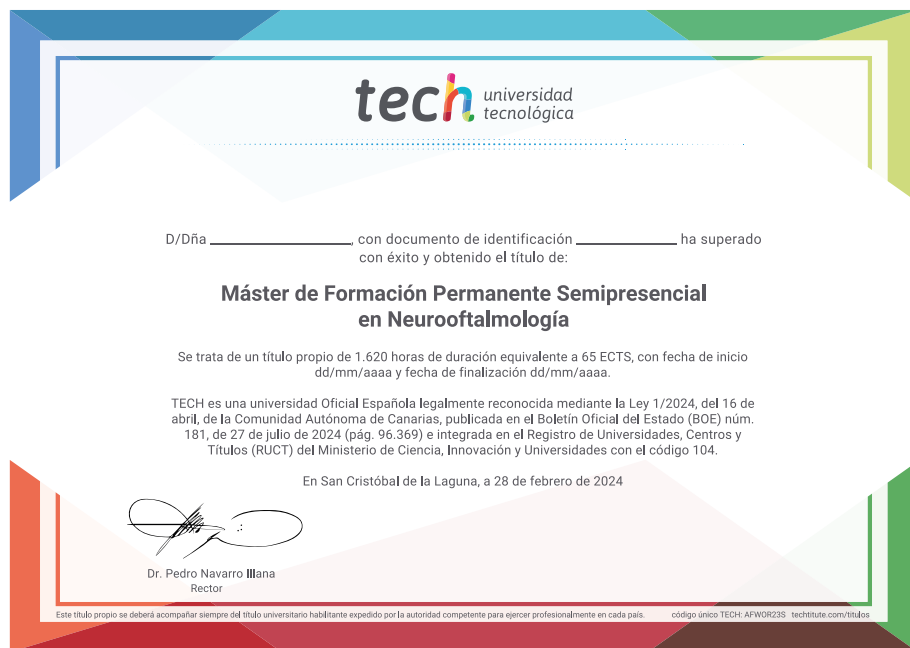 tech universidad
tecnológica
D/Dña ________________, con documento de identificación ____________ ha superado
con éxito y obtenido el título de:
Máster de Formación Permanente Semipresencial
en Neurooftalmología
Se trata de un título propio de 1.620 horas de duración equivalente a 65 ECTS, con fecha de inicio
dd/mm/aaaa y fecha de finalización dd/mm/aaaa.
TECH es una universidad Oficial Española legalmente reconocida mediante la Ley 1/2024, del 16 de
abril, de la Comunidad Autónoma de Canarias, publicada en el Boletín Oficial del Estado (BOE) núm.
181, de 27 de julio de 2024 (pág. 96.369) e integrada en el Registro de Universidades, Centros y
Títulos (RUCT) del Ministerio de Ciencia, Innovación y Universidades con el código 104.
En San Cristóbal de la Laguna, a 28 de febrero de 2024
Dr. Pedro Navarro Illana
Rector
Este título propio se deberá acompañar siempre del título universitario habilitante expedido por la autoridad competente para ejercer profesionalmente en cada país. código único TECH: AFWOR23S techtitute.com/titulos